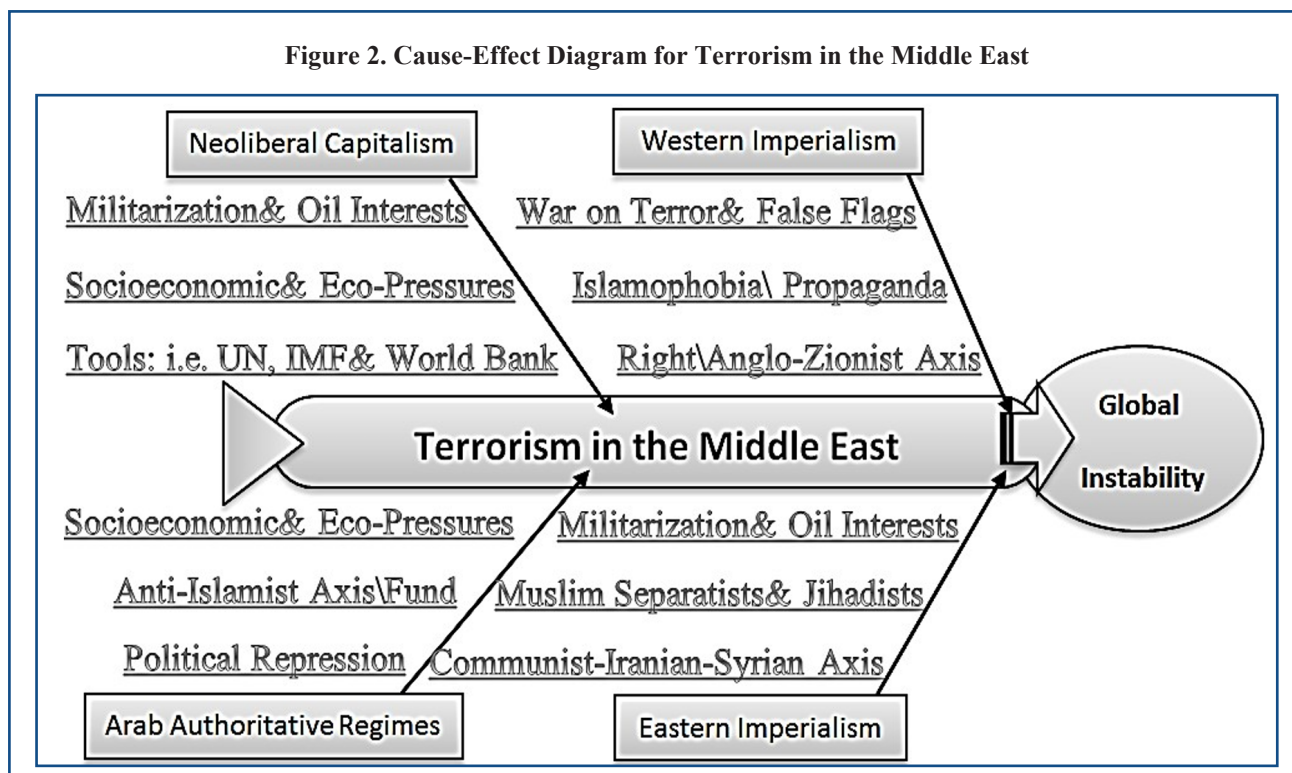 Figure 2. Cause-Effect Diagram for Terrorism in the Middle East
Neoliberal Capitalism
Western Imperialism
Militarization& Oil Interests
War on Terror& False Flags
Socioeconomic& Eco-Pressures
Islamophobia\ Propaganda
Tools: i.e. UN, IMF& World Bank
Right\Anglo-Zionist Axis
Terrorism in the Middle East
Global
Instability
Socioeconomic& Eco-Pressures
Militarization& Oil Interests
Anti-Islamist Axis\Fund
Muslim Separatists& Jihadists
Political Repression
Communist-Iranian-Syrian Axis
Arab Authoritative Regimes
Eastern Imperialism